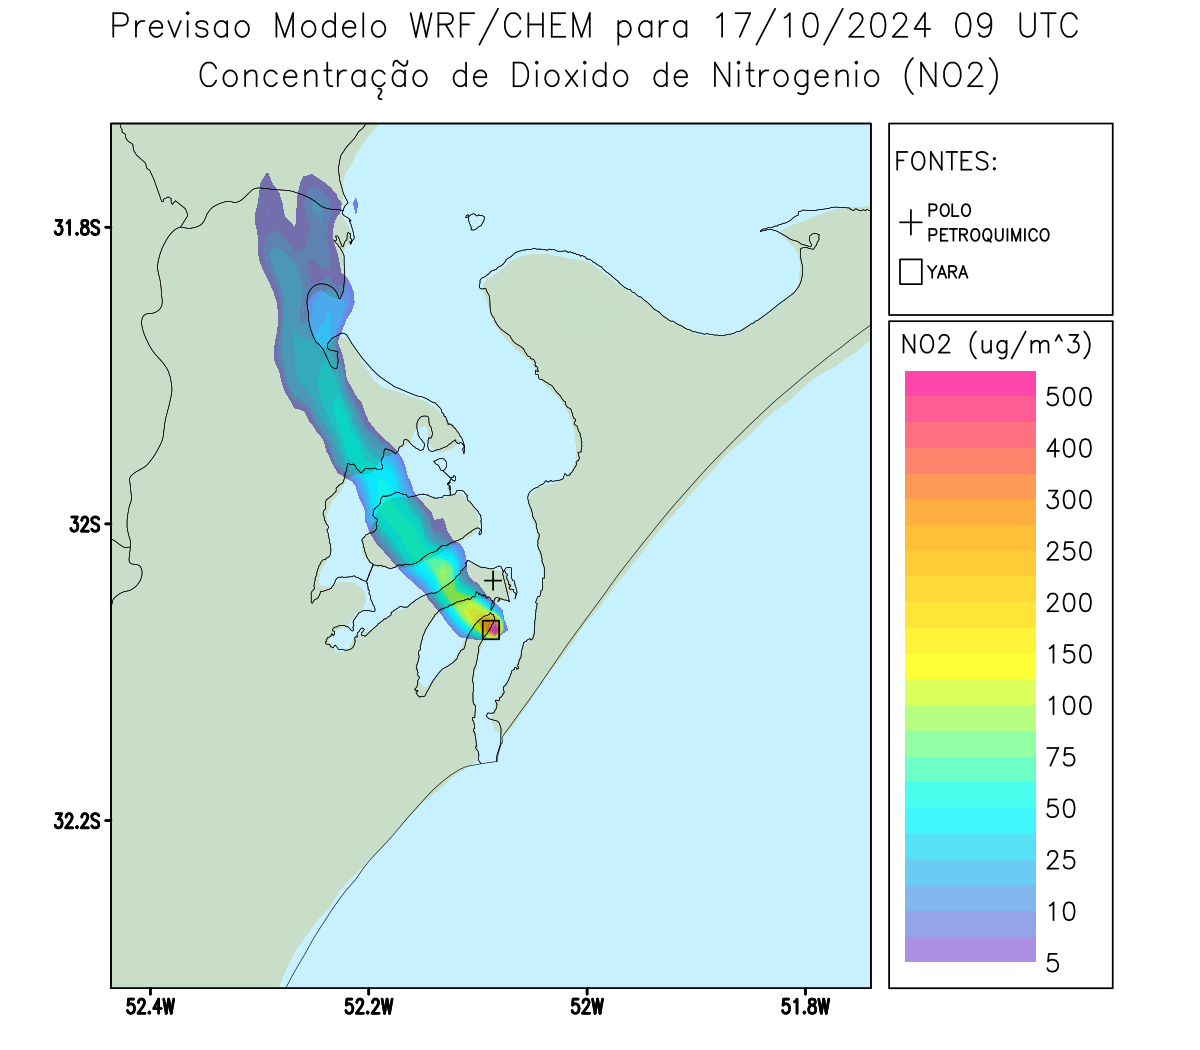 Previsao Modelo WRF/CHEM para 17/10/2024 09 UTC
Concentração de Dioxido de Nitrogenio (NO2)
FONTES:
POLO
PETROQUIMICO
YARA
NO2 (ug/m^3)
500
400
300
250
200
150
100
75
50
25
10
5
31.8S
32S
32.2S
52.4W
52.2W
52W
51.8W